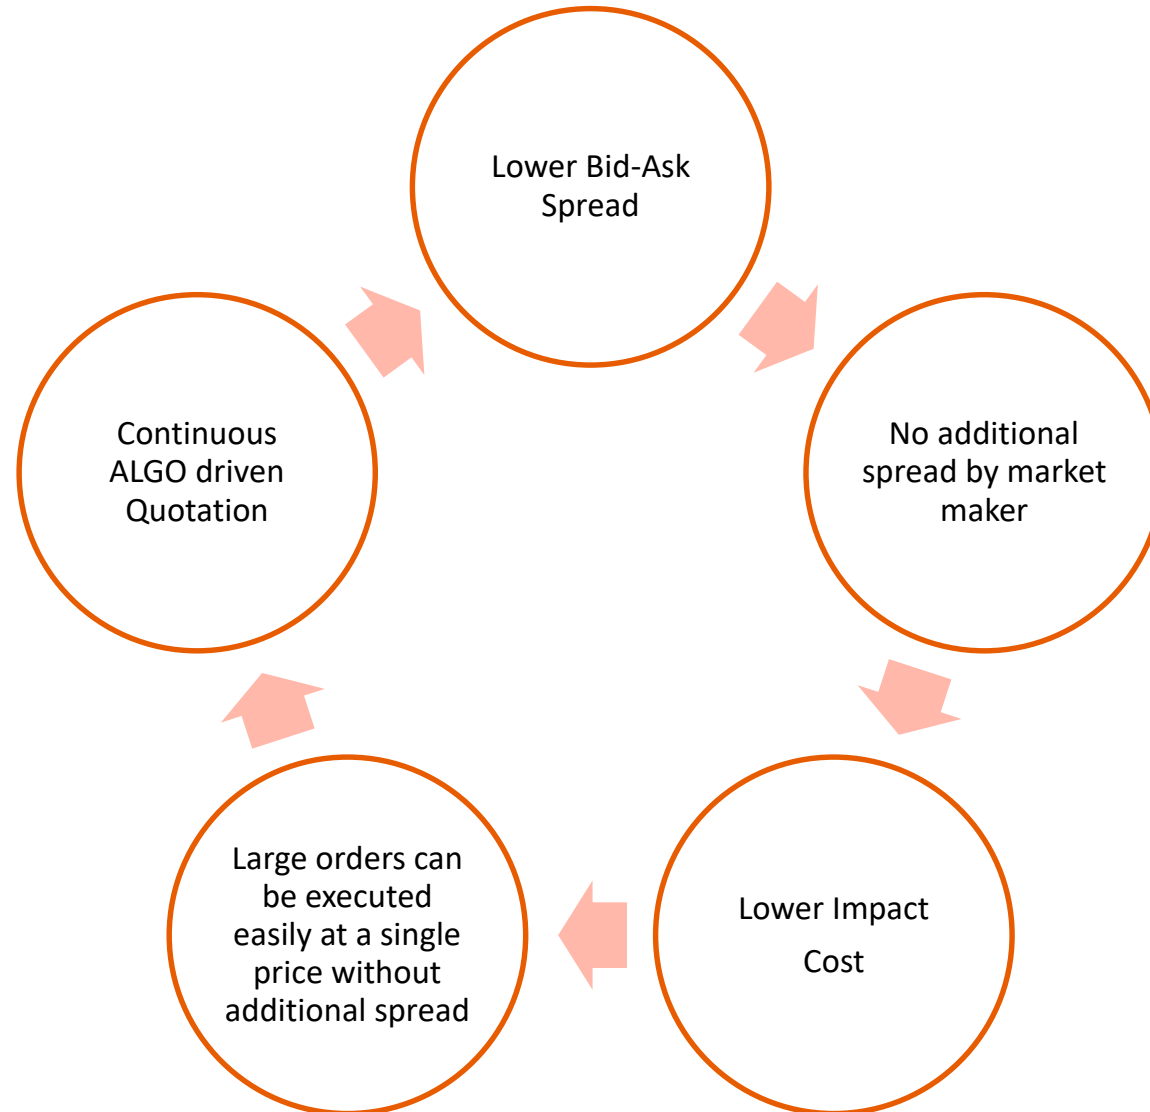 Lower Bid-Ask
Spread
No additional
spread by market
maker
Lower Impact
Cost
Large orders can
be executed
easily at a single
price without
additional spread
Continuous
ALGO driven
Quotation